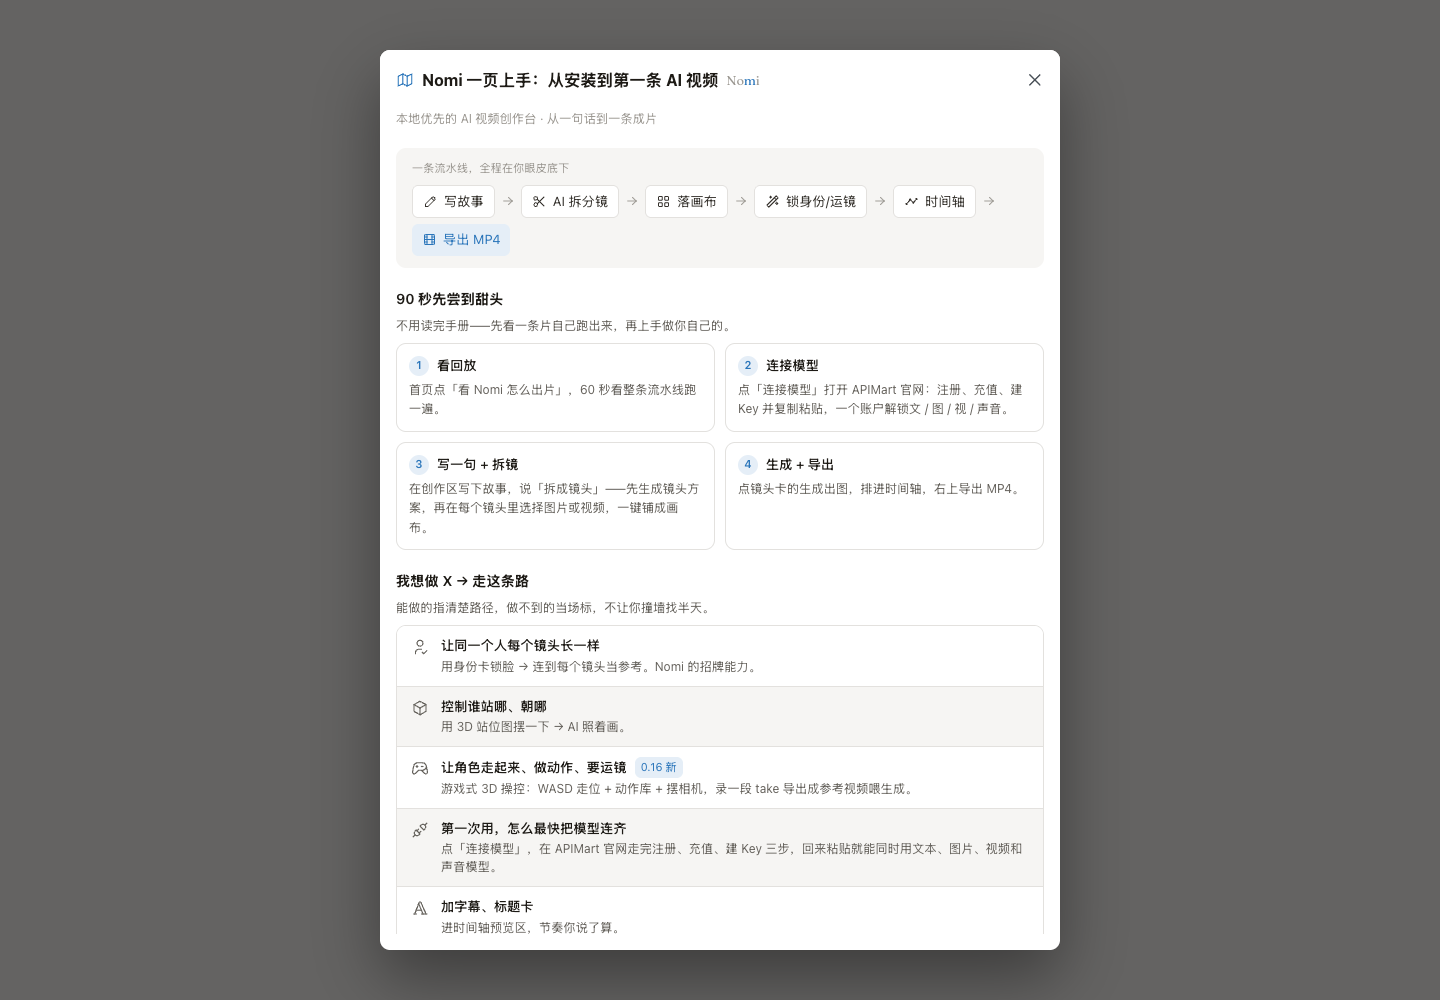 Nomi 一页上手：从安装到第一条 AI 视频 Nomi
本地优先的 AI 视频创作台 · 从一句话到一条成片
一条流水线，全程在你眼皮底下
写故事 → AI 拆分镜 → 落画布 → 锁身份/运镜 → 时间轴 →
导出 MP4
90 秒先尝到甜头
不用读完手册——先看一条片自己跑出来，再上手做你自己的。
1 看回放
首页点「看 Nomi 怎么出片」，60 秒看整条流水线跑
一遍。
2 连接模型
点「连接模型」打开 APIMart 官网：注册、充值、建
Key 并复制粘贴，一个账户解锁文 / 图 / 视 / 声音。
3 写一句 + 拆镜
在创作区写下故事，说「拆成镜头」——先生成镜头方
案，再在每个镜头里选择图片或视频，一键铺成画
布。
4 生成 + 导出
点镜头卡的生成出图，排进时间轴，右上导出 MP4。
我想做 X → 走这条路
能做的指清楚路径，做不到的当场标，不让你撞墙找半天。
让同一个人每个镜头长一样
用身份卡锁脸 → 连到每个镜头当参考。Nomi 的招牌能力。
控制谁站哪、朝哪
用 3D 站位图摆一下 → AI 照着画。
让角色走起来、做动作、要运镜 0.16 新
游戏式 3D 操控：WASD 走位 + 动作库 + 摆相机，录一段 take 导出成参考视频喂生成。
第一次用，怎么最快把模型连齐
点「连接模型」，在 APIMart 官网走完注册、充值、建 Key 三步，回来粘贴就能同时用文本、图片、视频和
声音模型。
加字幕、标题卡
进时间轴预览区，节奏你说了算。